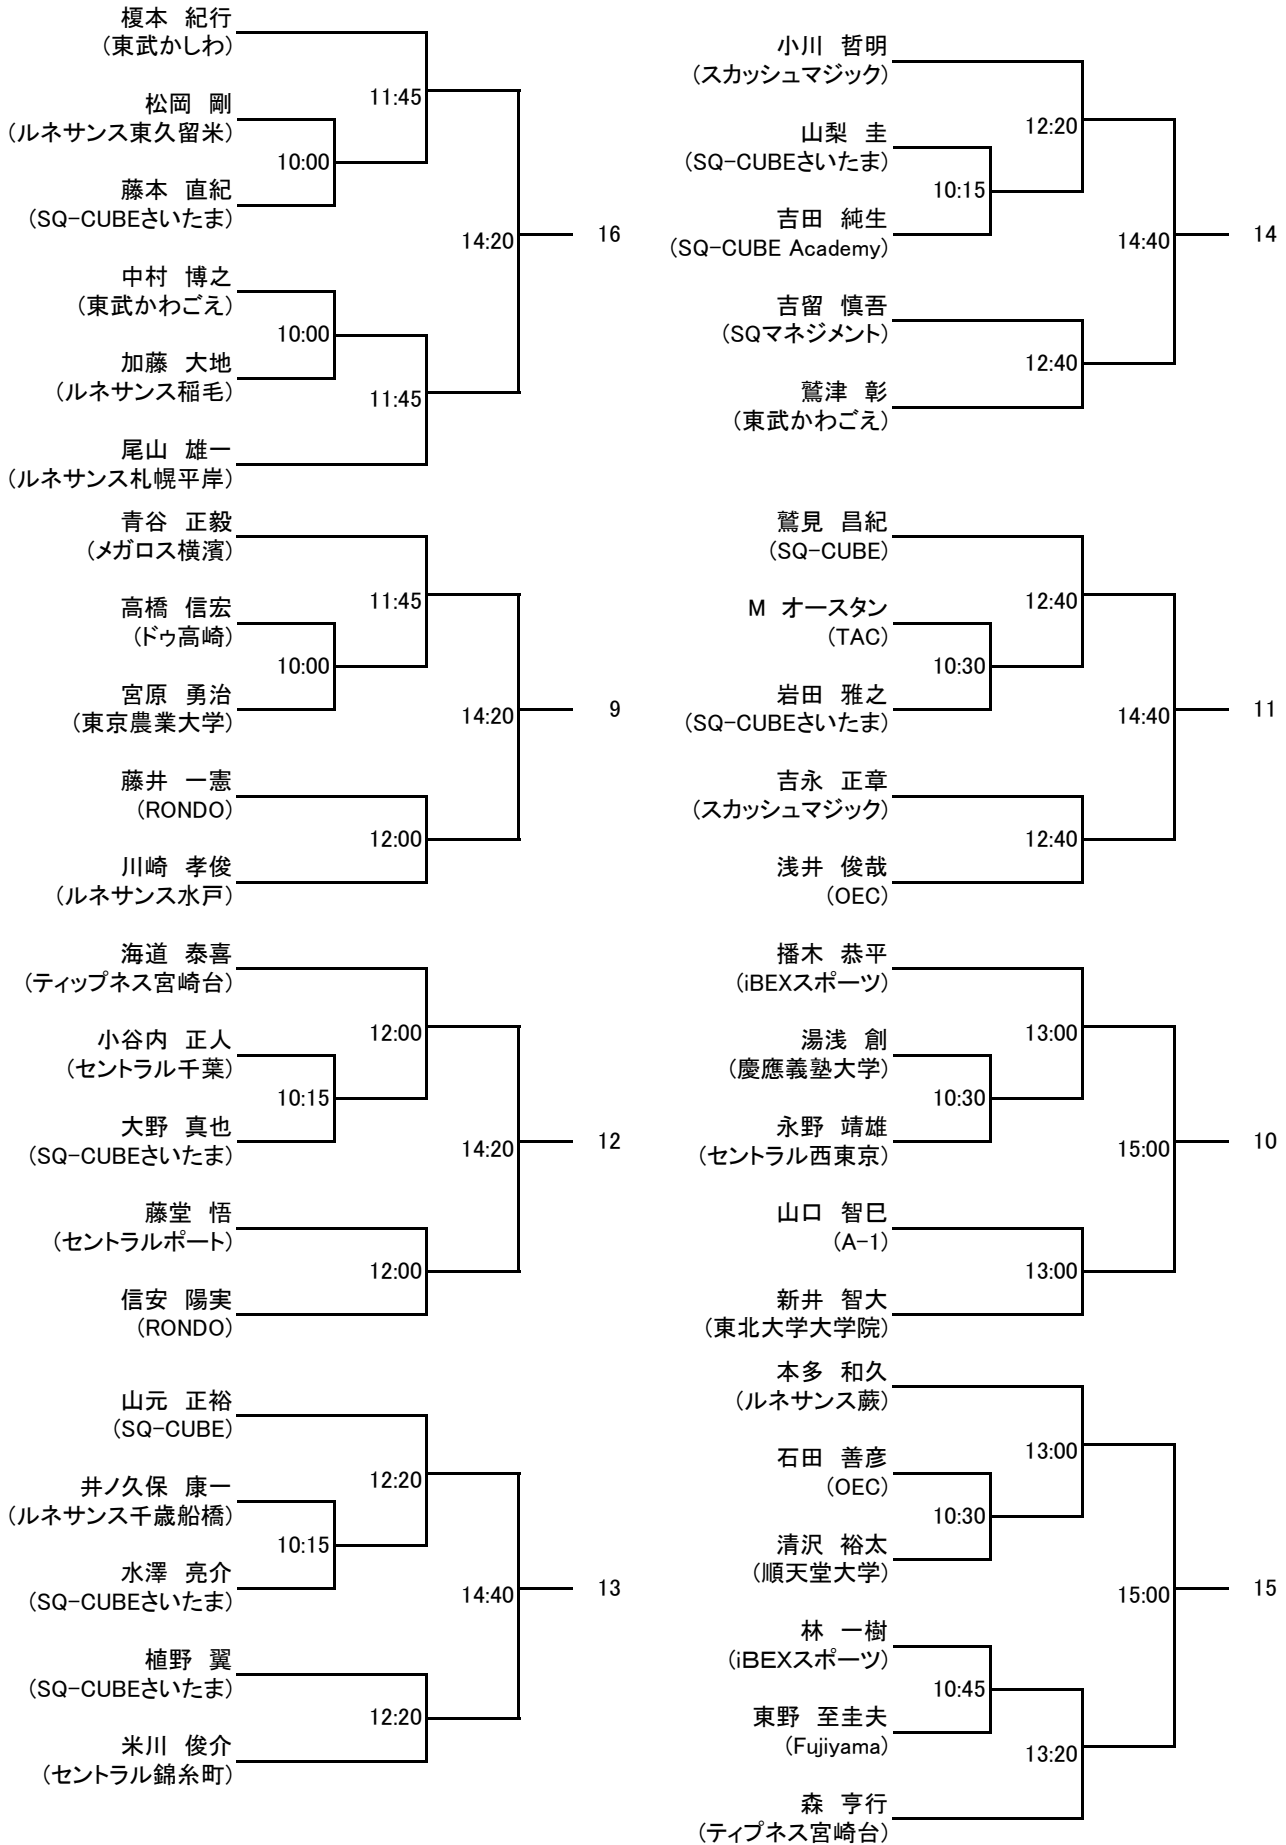 榎本 紀行
(東武かしわ)
11:45
松岡 剛
(ルネサンス東久留米)
10:00
藤本 直紀
(SQ-CUBEさいたま)
14:20
16
中村 博之
(東武かわごえ)
10:00
加藤 大地
(ルネサンス稲毛)
11:45
尾山 雄一
(ルネサンス札幌平岸)
青谷 正毅
(メガロス横濱)
11:45
高橋 信宏
(ドゥ高崎)
10:00
宮原 勇治
(東京農業大学)
14:20
9
藤井 一憲
(RONDO)
12:00
川崎 孝俊
(ルネサンス水戸)
海道 泰喜
(ティップネス宮崎台)
12:00
小谷内 正人
(セントラル千葉)
10:15
大野 真也
(SQ-CUBEさいたま)
14:20
12
藤堂 悟
(セントラルポート)
12:00
信安 陽実
(RONDO)
山元 正裕
(SQ-CUBE)
12:20
井ノ久保 康一
(ルネサンス千歳船橋)
10:15
水澤 亮介
(SQ-CUBEさいたま)
14:40
13
植野 翼
(SQ-CUBEさいたま)
12:20
米川 俊介
(セントラル錦糸町)
小川 哲明
(スカッシュマジック)
12:20
山梨 圭
(SQ-CUBEさいたま)
10:15
吉田 純生
(SQ-CUBE Academy)
14:40
14
吉留 慎吾
(SQマネジメント)
12:40
鷲津 彰
(東武かわごえ)
鷲見 昌紀
(SQ-CUBE)
12:40
M オースタン
(TAC)
10:30
岩田 雅之
(SQ-CUBEさいたま)
14:40
11
吉永 正章
(スカッシュマジック)
12:40
浅井 俊哉
(OEC)
播木 恭平
(iBEXスポーツ)
13:00
湯浅 創
(慶應義塾大学)
10:30
永野 靖雄
(セントラル西東京)
15:00
10
山口 智巳
(A-1)
13:00
新井 智大
(東北大学大学院)
本多 和久
(ルネサンス蕨)
13:00
石田 善彦
(OEC)
10:30
清沢 裕太
(順天堂大学)
15:00
15
林 一樹
(iBEXスポーツ)
10:45
東野 至圭夫
(Fujiyama)
13:20
森 亨行
(ティプネス宮崎台)